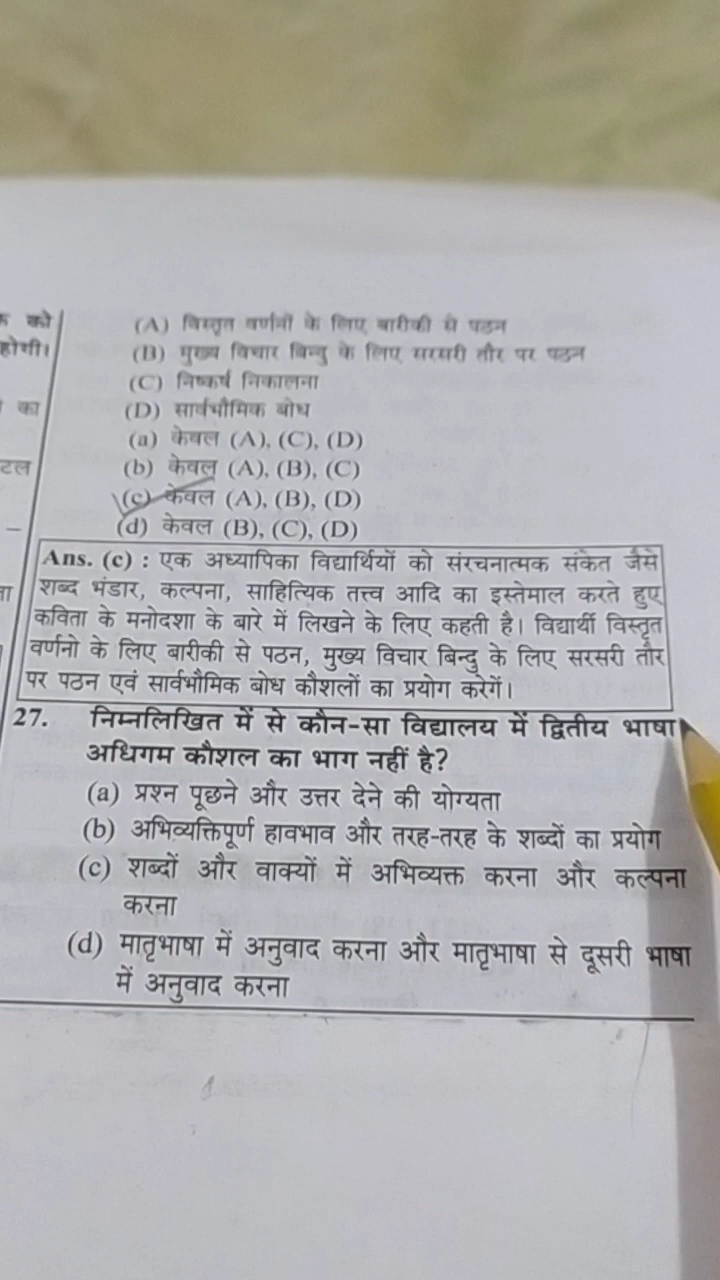 को
(A) विस्तृत वर्णनों के लिए बारीकी से पठन
होगी।
(B) मुख्य विचार बिन्दु के लिए सरसरी तौर पर पठन
(C) निष्कर्ष निकालना
का
(D) सार्वभौमिक बोध
(a) केवल (A), (C), (D)
टल
(b) केवल (A), (B), (C)
(c) केवल (A), (B), (D)
(d) केवल (B), (C), (D)
Ans. (c) : एक अध्यापिका विद्यार्थियों को संरचनात्मक संकेत जैसे
शब्द भंडार, कल्पना, साहित्यिक तत्त्व आदि का इस्तेमाल करते हुए
कविता के मनोदशा के बारे में लिखने के लिए कहती है। विद्यार्थी विस्तृत
वर्णनो के लिए बारीकी से पठन, मुख्य विचार बिन्दु के लिए सरसरी तौर
पर पठन एवं सार्वभौमिक बोध कौशलों का प्रयोग करेगें।
27. निम्नलिखित में से कौन-सा विद्यालय में द्वितीय भाषा
अधिगम कौशल का भाग नहीं है?
(a) प्रश्न पूछने और उत्तर देने की योग्यता
(b) अभिव्यक्तिपूर्ण हावभाव और तरह-तरह के शब्दों का प्रयोग
(c) शब्दों और वाक्यों में अभिव्यक्त करना और कल्पना
करना
(d) मातृभाषा में अनुवाद करना और मातृभाषा से दूसरी भाषा
में अनुवाद करना